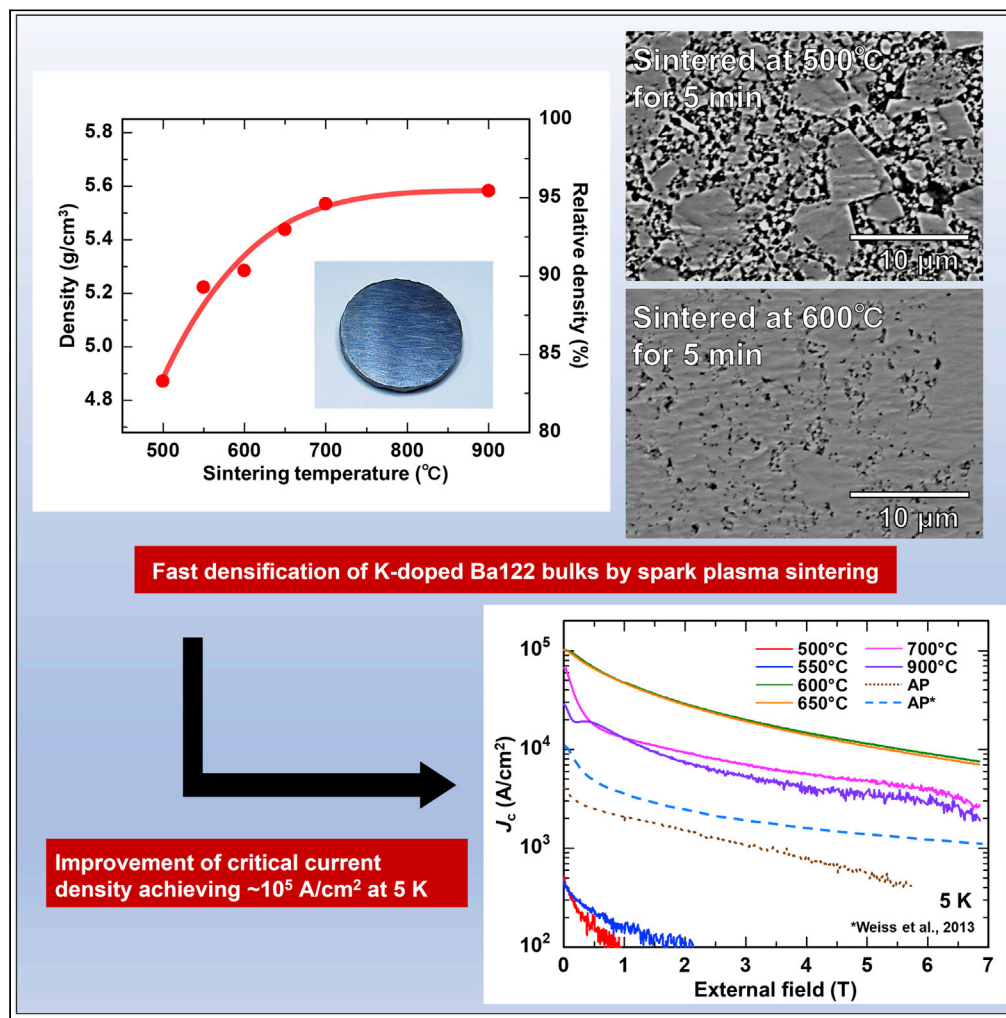 5.8
5.6
5.4
5.2
5.0
4.8
Density (g/cm³)
100
95
90
85
80
Relative density (%)
500 600 700 800 900
Sintering temperature (℃)
Sintered at 500℃
for 5 min
10 μm
Sintered at 600℃
for 5 min
10 μm
Fast densification of K-doped Ba122 bulks by spark plasma sintering
Improvement of critical current
density achieving ~10⁵ A/cm² at 5 K
10⁵
10⁴
10³
10²
Jc (A/cm²)
500°C 700°C
550°C 900°C
600°C AP
650°C AP*
5 K
*Weiss et al., 2013
0 1 2 3 4 5 6 7
External field (T)